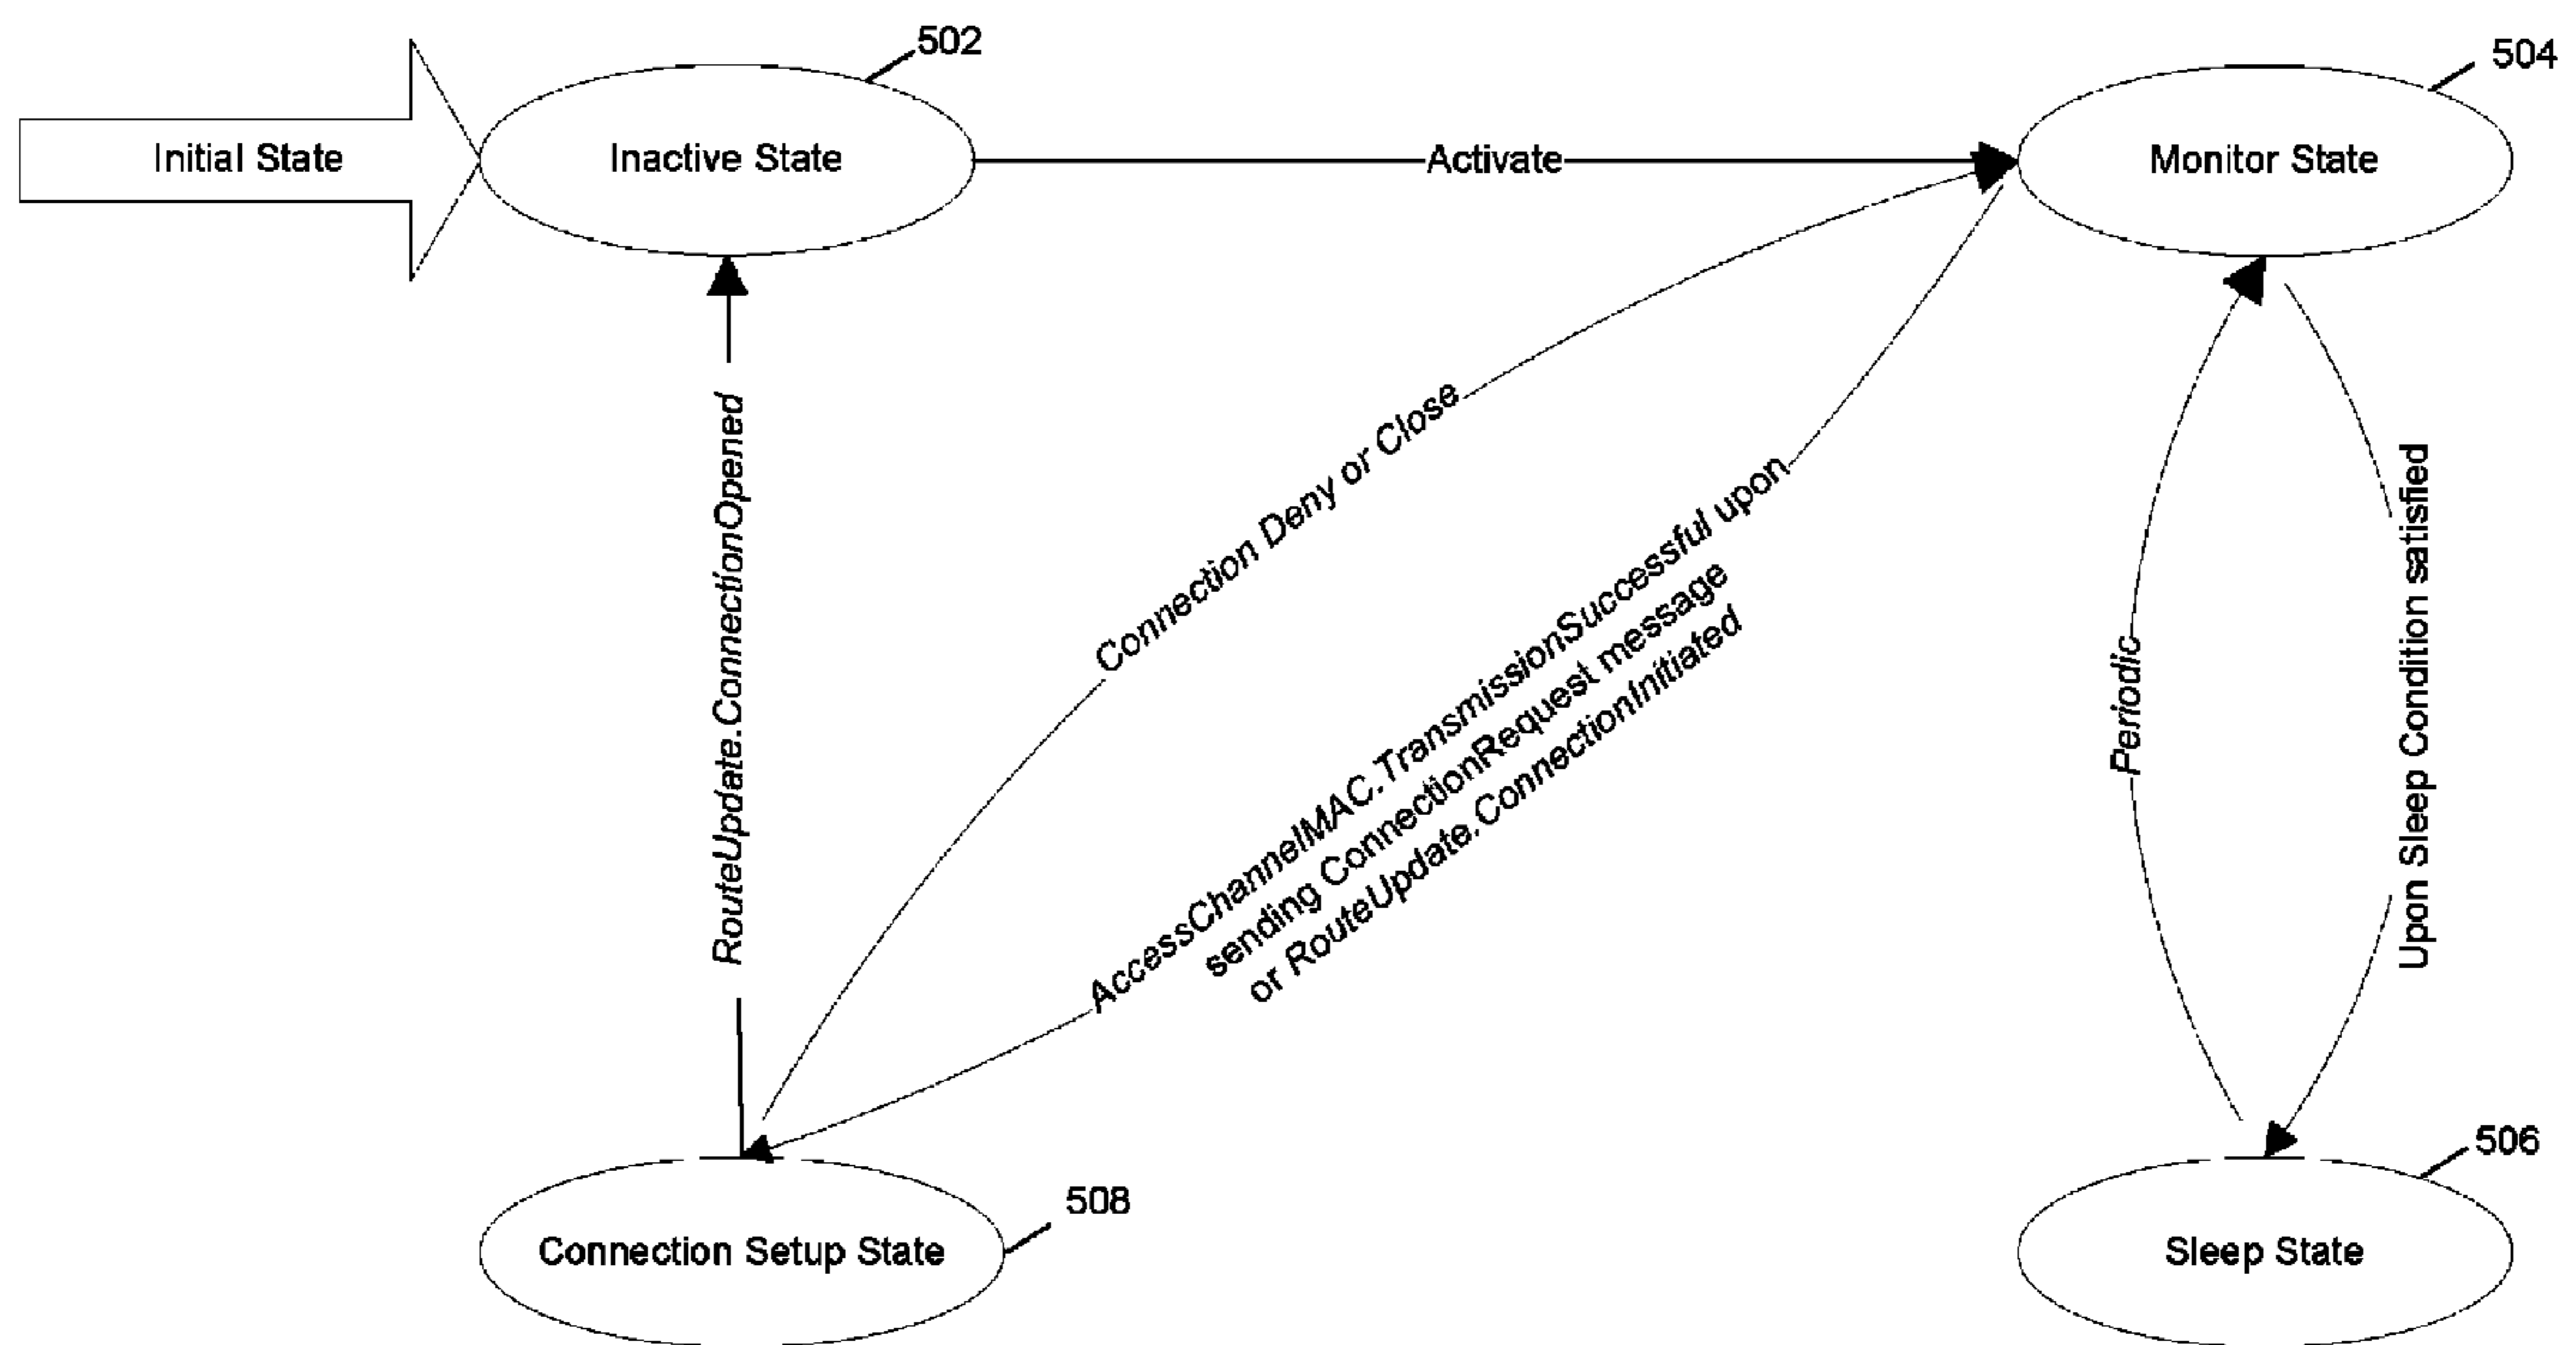 502
504
Initial State
Inactive State
Activate
Monitor State
RouteUpdate.ConnectionOpened
Connection Deny or Close
AccessChannelMAC.TransmissionSuccessful upon
sending ConnectionRequest message
or RouteUpdate.ConnectionInitiated
Periodic
Upon Sleep Condition satisfied
506
508
Connection Setup State
Sleep State